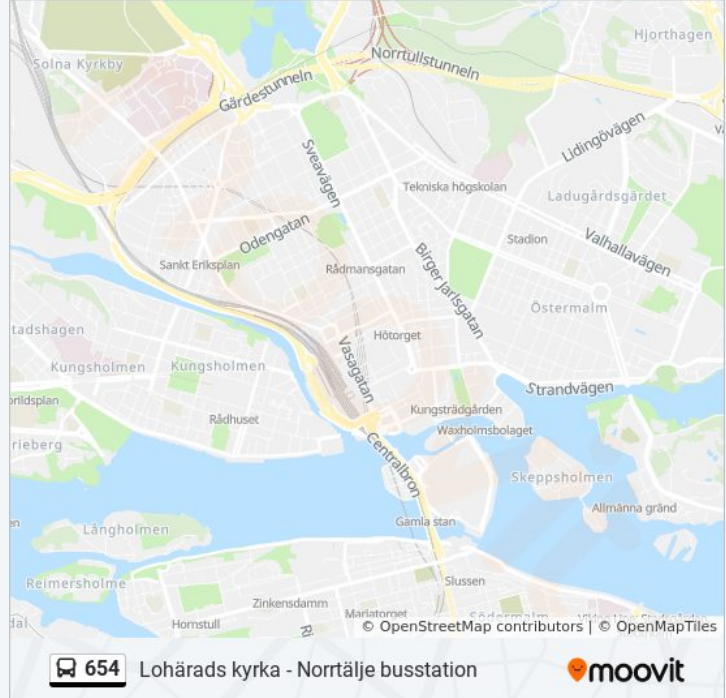 Hjorthagen
Norrtullstunneln
Solna Kyrkby
Gärdestunneln
Lidingövägen
Sveavägen
Tekniska högskolan
Ladugårdsgärdet
Odengatan
Stadion
Valhallavägen
Sankt Eriksplan
Rådmansgatan
Birger Jarlsgatan
Östermalm
tadshagen
Hötorget
Vasagatan
Kungsholmen
Kungsholmen
Strandvägen
orildsplan
Rådhuset
Kungsträdgården
Waxholmsbolaget
rieberg
Centralbron
Skeppsholmen
Allmänna gränd
en
Långholmen
Gamla stan
Reimersholme
Slussen
Zinkensdamm
Mariatorget
Hornstull
dal
© OpenStreetMap contributors | © OpenMapTiles
654 Lohärads kyrka - Norrtälje busstation
moovit